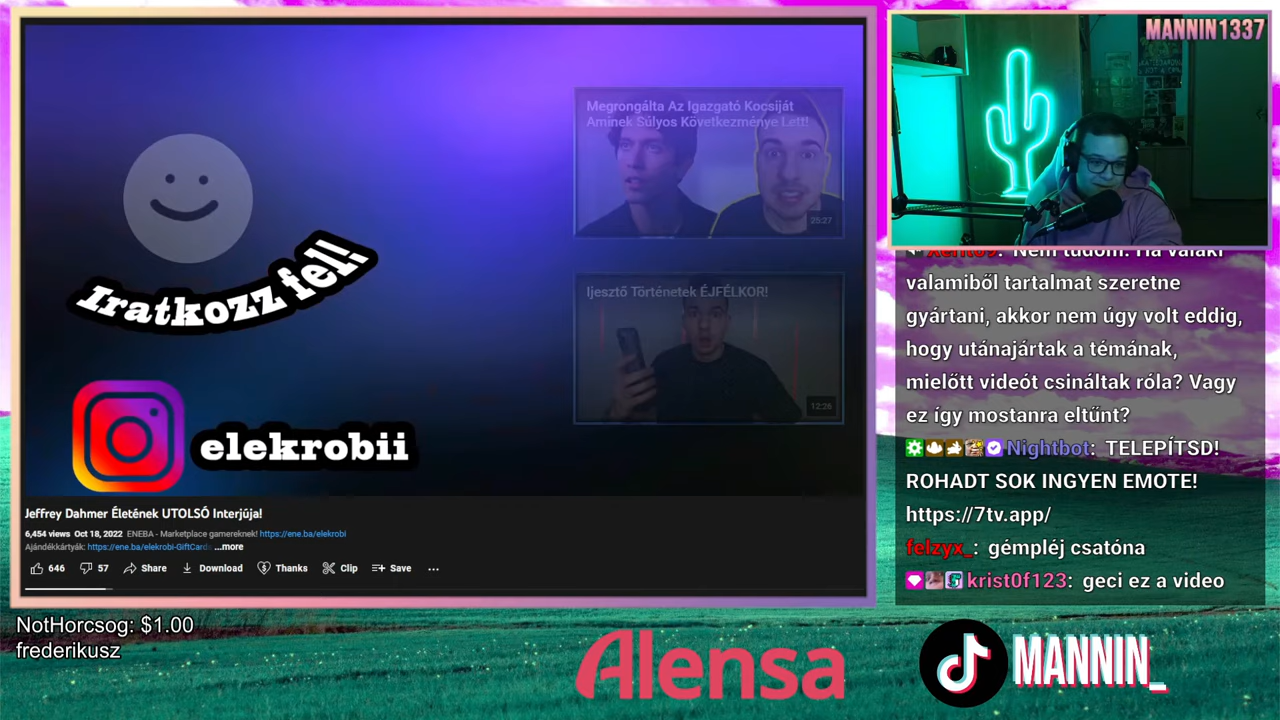 MANNIN1337
Megrongálta Az Igazgató Kocsiját
Aminek Súlyos Következménye Lett!
25:27
Iratkozz fel!
Ijesztő Történetek ÉJFÉLKOR!
12:26
elekrobii
Jeffrey Dahmer Életének UTOLSÓ Interjúja!
6,454 views Oct 18, 2022 ENEBA - Marketplace gamereknek! https://ene.ba/elekrobi
Ajándékkártyák: https://ene.ba/elekrobi-GiftCards ...more
646 57 Share Download Thanks Clip Save ...
Nem tudom. Ha valaki
valamiből tartalmat szeretne
gyártani, akkor nem úgy volt eddig,
hogy utánajártak a témának,
mielőtt videót csináltak róla? Vagy
ez így mostanra eltűnt?
Nightbot: TELEPÍTSD!
ROHADT SOK INGYEN EMOTE!
https://7tv.app/
felzyx_: gémpléj csatóna
krist0f123: geci ez a video
NotHorcsog: $1.00
frederikusz
Alensa
MANNIN_